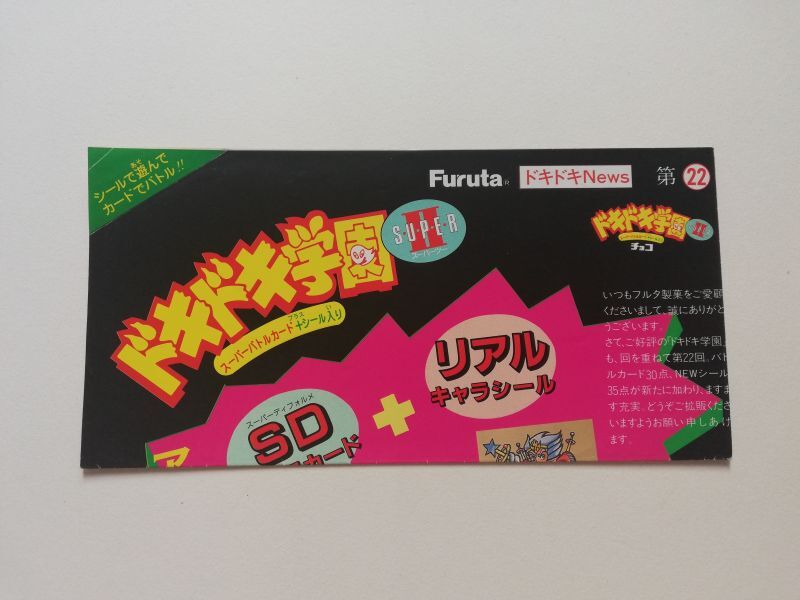 シールで遊んで
あそ
カードでバトル!!
Furuta R
ドキドキNews
第22
ドキドキ学園
SUPER II
スーパーツー
スーパーバトルカード+シール入り
プラス
い
ドキドキ学園 II
チョコ
いつもフルタ製菓をご愛顧
くださいまして、誠にありがと
うございます。
さて、ご好評の「ドキドキ学園」
も、回を重ねて第22回。バト
ルカード30点、NEWシール
35点が新たに加わり、ますま
す充実。どうぞご拡販くださ
いますようお願い申しあげ
ます。
リアル
キャラシール
+
スーパーディフォルメ
SD
カード